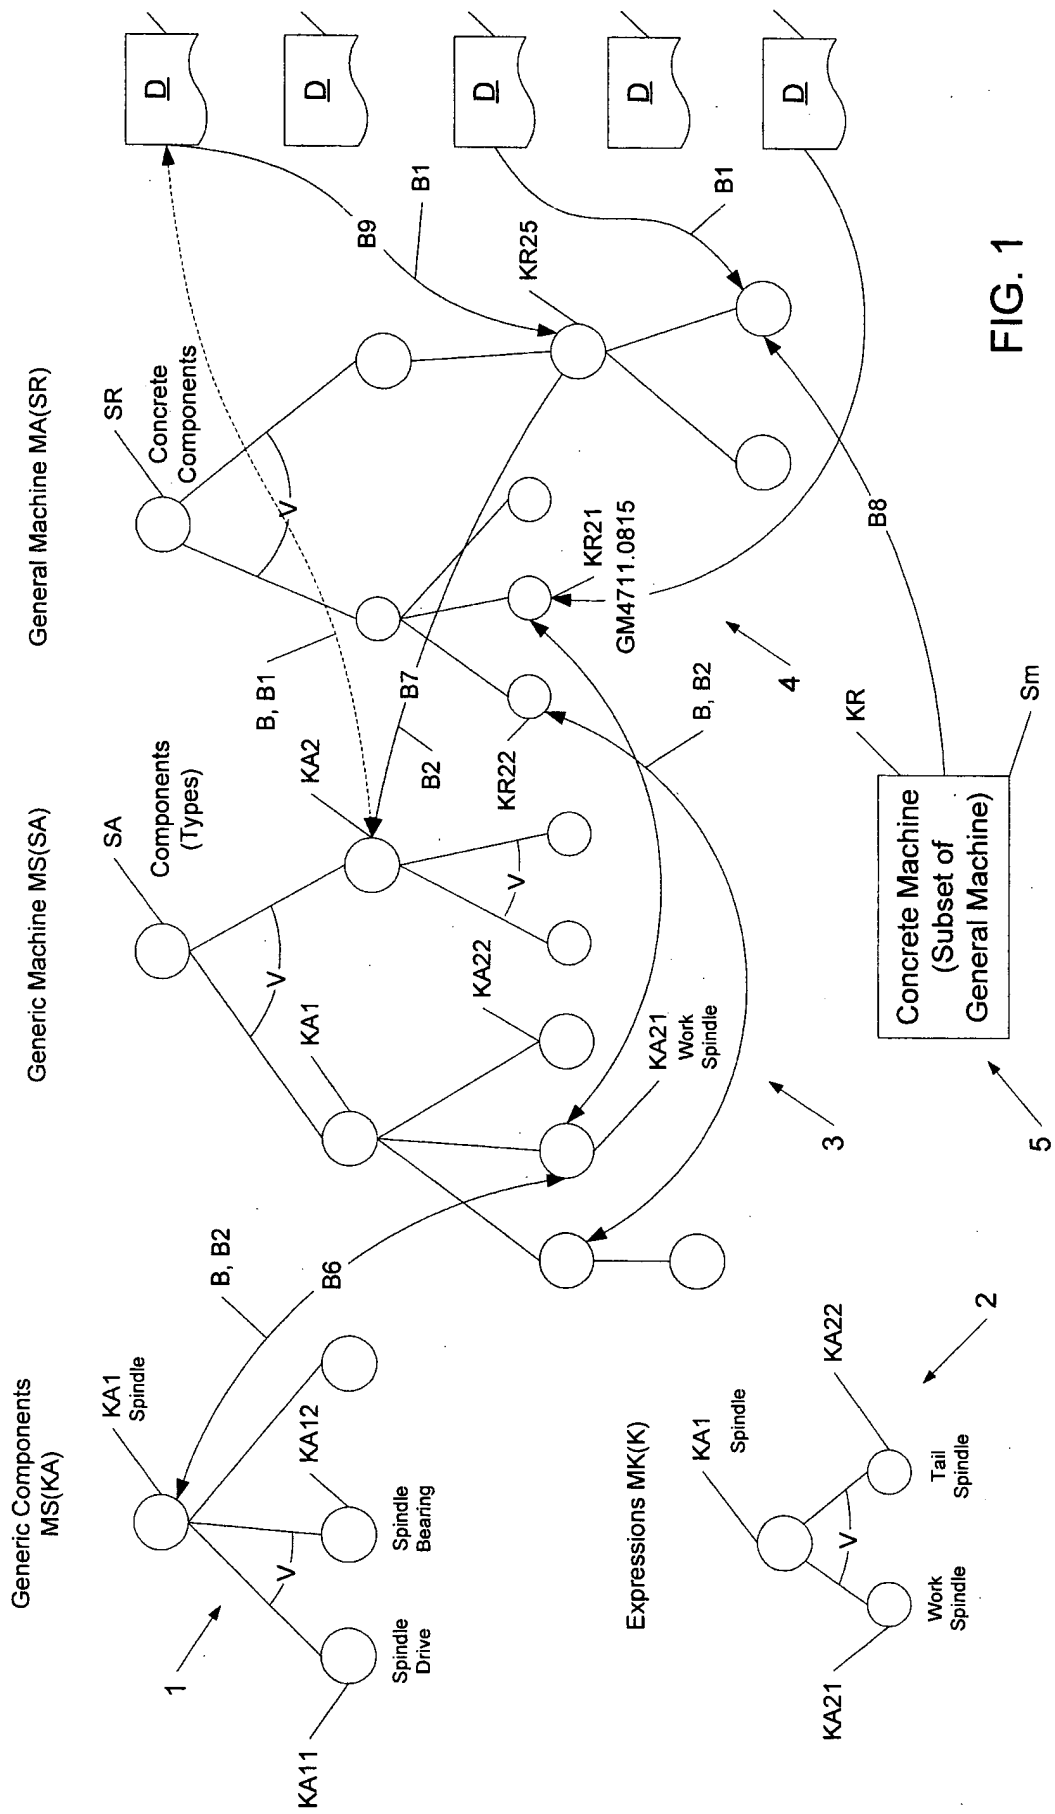 Generic Components
MS(KA)
KA1
Spindle
1
V
KA11
Spindle
Drive
Spindle
Bearing
KA12
B, B2
B6
Expressions MK(K)
KA1
Spindle
V
KA21
Work
Spindle
Tail
Spindle
KA22
2
Generic Machine MS(SA)
SA
Components
(Types)
V
KA1
KA2
V
KA22
KA21
Work
Spindle
3
B, B1
B7
B2
General Machine MA(SR)
SR
Concrete
Components
V
KR22
KR21
GM4711.0815
KR25
B, B2
4
B9
B1
B1
B8
D
D
D
D
D
Concrete Machine
(Subset of
General Machine)
KR
Sm
5
FIG. 1